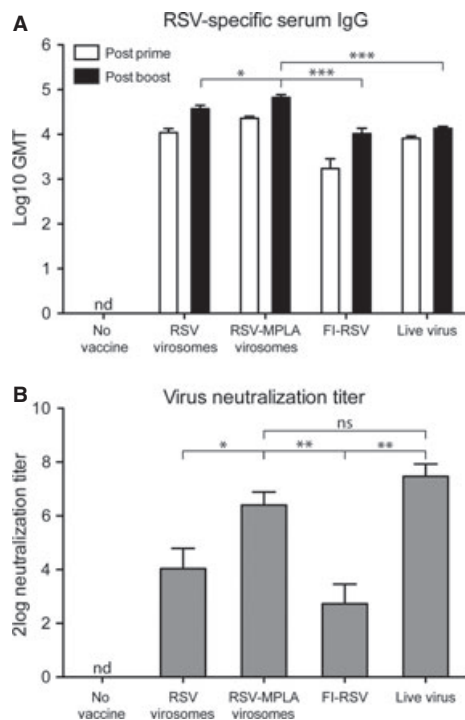 A
RSV-specific serum IgG
Post prime
Post boost
*
***
***
Log10 GMT
6
5
4
3
2
1
0
nd
No vaccine
RSV virosomes
RSV-MPLA virosomes
FI-RSV
Live virus
B
Virus neutralization titer
ns
*
**
**
2log neutralization titer
10
8
6
4
2
0
nd
No vaccine
RSV virosomes
RSV-MPLA virosomes
FI-RSV
Live virus